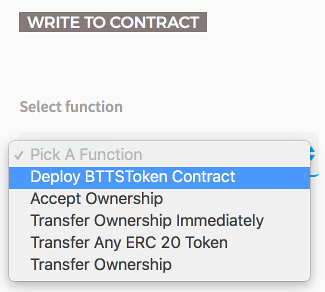 WRITE TO CONTRACT
Select function
✓ Pick A Function
Deploy BTTSToken Contract
Accept Ownership
Transfer Ownership Immediately
Transfer Any ERC 20 Token
Transfer Ownership